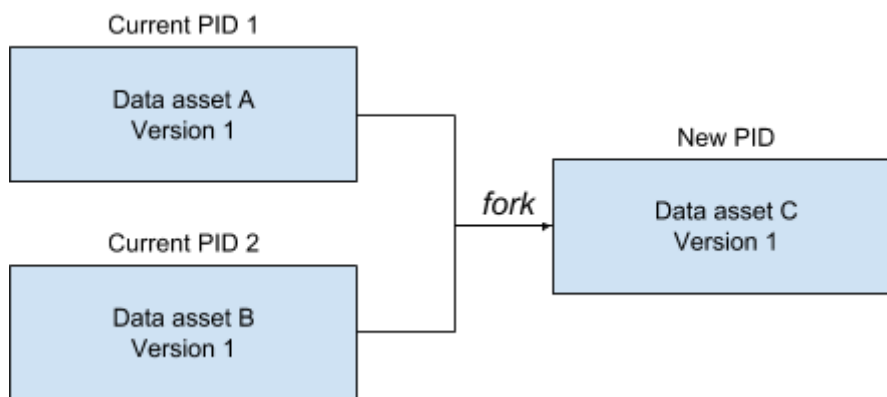 Current PID 1
Data asset A
Version 1
Current PID 2
Data asset B
Version 1
fork
New PID
Data asset C
Version 1